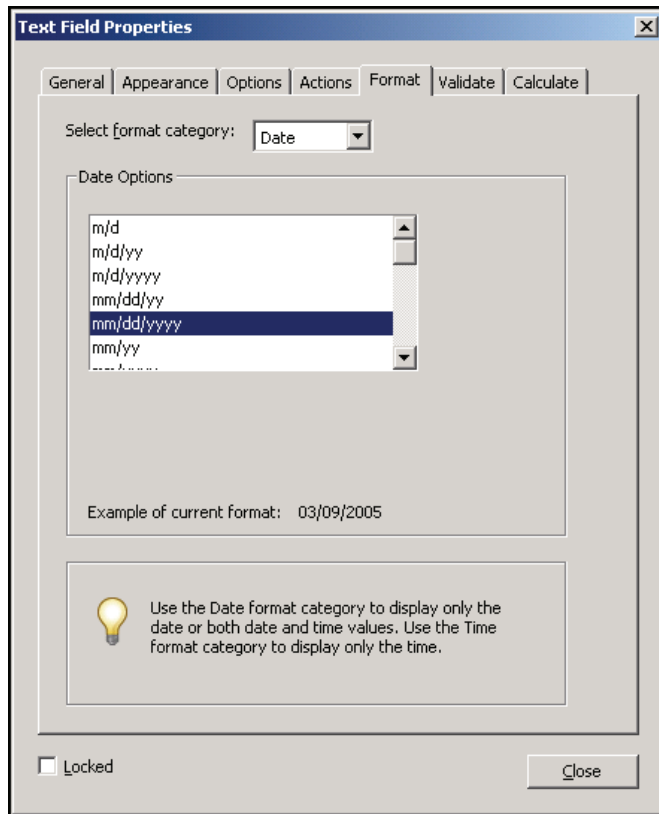 Text Field Properties
General Appearance Options Actions Format Validate Calculate
Select format category: Date
Date Options
m/d
m/d/yy
m/d/yyyy
mm/dd/yy
mm/dd/yyyy
mm/yy
Example of current format: 03/09/2005
Use the Date format category to display only the
date or both date and time values. Use the Time
format category to display only the time.
Locked
Close